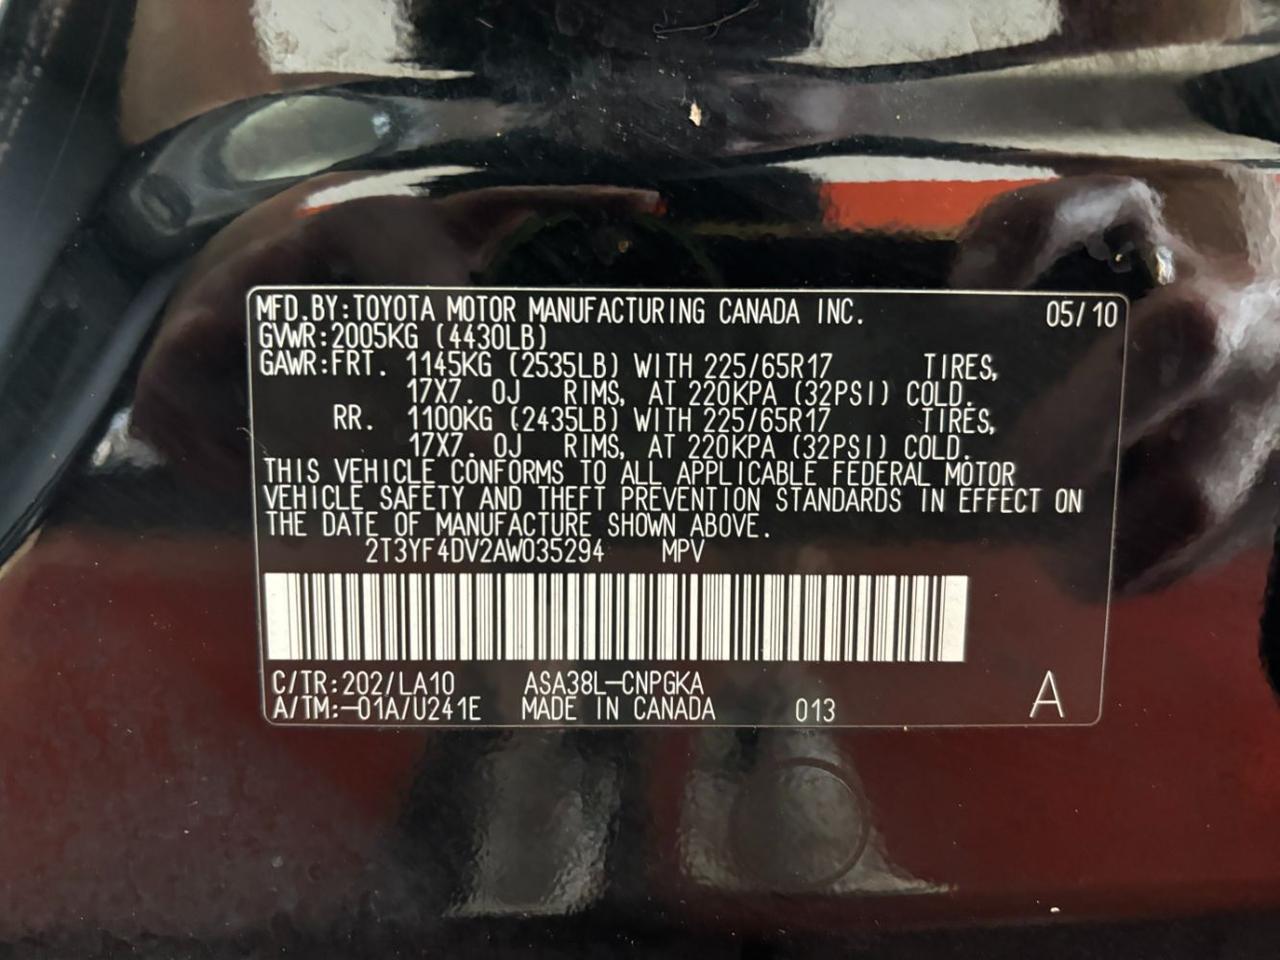 MFD.BY:TOYOTA MOTOR MANUFACTURING CANADA INC. 05/10
GVWR:2005KG (4430LB)
GAWR:FRT. 1145KG (2535LB) WITH 225/65R17 TIRES,
17X7. 0J RIMS, AT 220KPA (32PSI) COLD.
RR. 1100KG (2435LB) WITH 225/65R17 TIRES,
17X7. 0J RIMS, AT 220KPA (32PSI) COLD.
THIS VEHICLE CONFORMS TO ALL APPLICABLE FEDERAL MOTOR
VEHICLE SAFETY AND THEFT PREVENTION STANDARDS IN EFFECT ON
THE DATE OF MANUFACTURE SHOWN ABOVE.
2T3YF4DV2AW035294 MPV
C/TR:202/LA10 ASA38L-CNPGKA
A/TM:-01A/U241E MADE IN CANADA 013 A